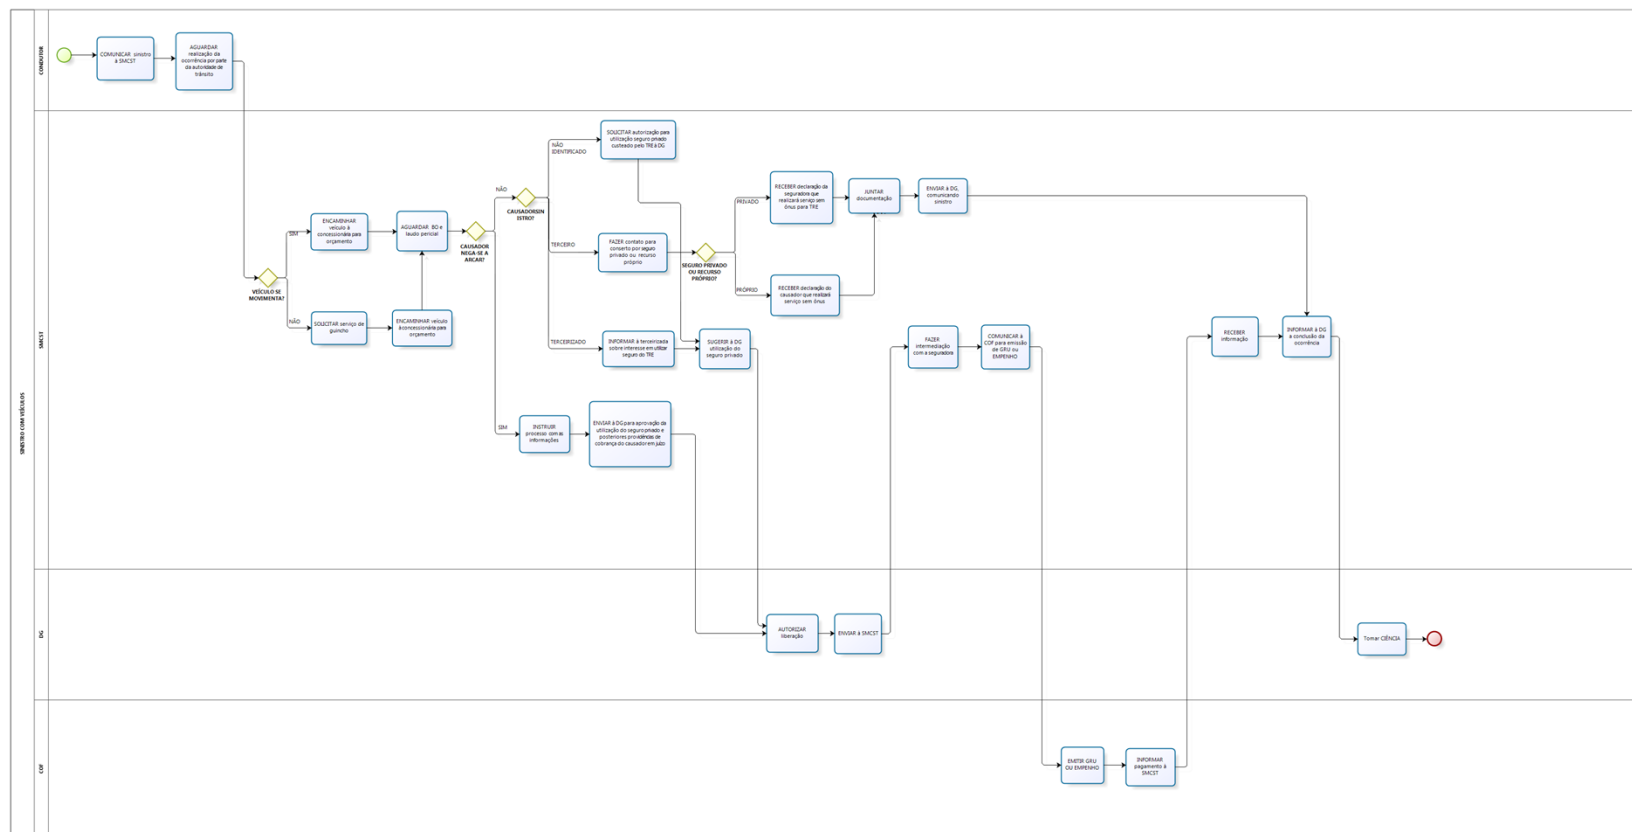 SINISTRO COM VEÍCULOS
CONDUTOR
COMUNICAR sinistro
à SMCST
AGUARDAR
realização da
ocorrência por parte
da autoridade de
trânsito
SMCST
VEÍCULO SE
MOVIMENTA?
SIM
ENCAMINHAR
veículo à
concessionária para
orçamento
NÃO
SOLICITAR serviço de
guincho
ENCAMINHAR veículo
à concessionária para
orçamento
AGUARDAR BO e
laudo pericial
CAUSADOR
NEGA-SE A
ARCAR?
NÃO
CAUSADORSIN
ISTRO?
NÃO
IDENTIFICADO
SOLICITAR autorização para
utilização seguro privado
custeado pelo TRE à DG
TERCEIRO
FAZER contato para
conserto por seguro
privado ou recurso
próprio
SEGURO PRIVADO
OU RECURSO
PRÓPRIO?
PRIVADO
RECEBER declaração da
seguradora que
realizará serviço sem
ônus para TRE
PRÓPRIO
RECEBER declaração do
causador que realizará
serviço sem ônus
JUNTAR
documentação
ENVIAR à DG,
comunicando
sinistro
TERCEIRIZADO
INFORMAR à terceirizada
sobre interesse em utilizar
seguro do TRE
SUGERIR à DG
utilização do
seguro privado
SIM
INSTRUIR
processo com as
informações
ENVIAR à DG para aprovação da
utilização do seguro privado e
posteriores providências de
cobrança do causador em juízo
FAZER
intermediação
com a seguradora
COMUNICAR à
COF para emissão
de GRU ou
EMPENHO
RECEBER
informação
INFORMAR à DG
a conclusão da
ocorrência
DG
AUTORIZAR
liberação
ENVIAR à SMCST
Tomar CIÊNCIA
COF
EMITIR GRU
OU EMPENHO
INFORMAR
pagamento à
SMCST